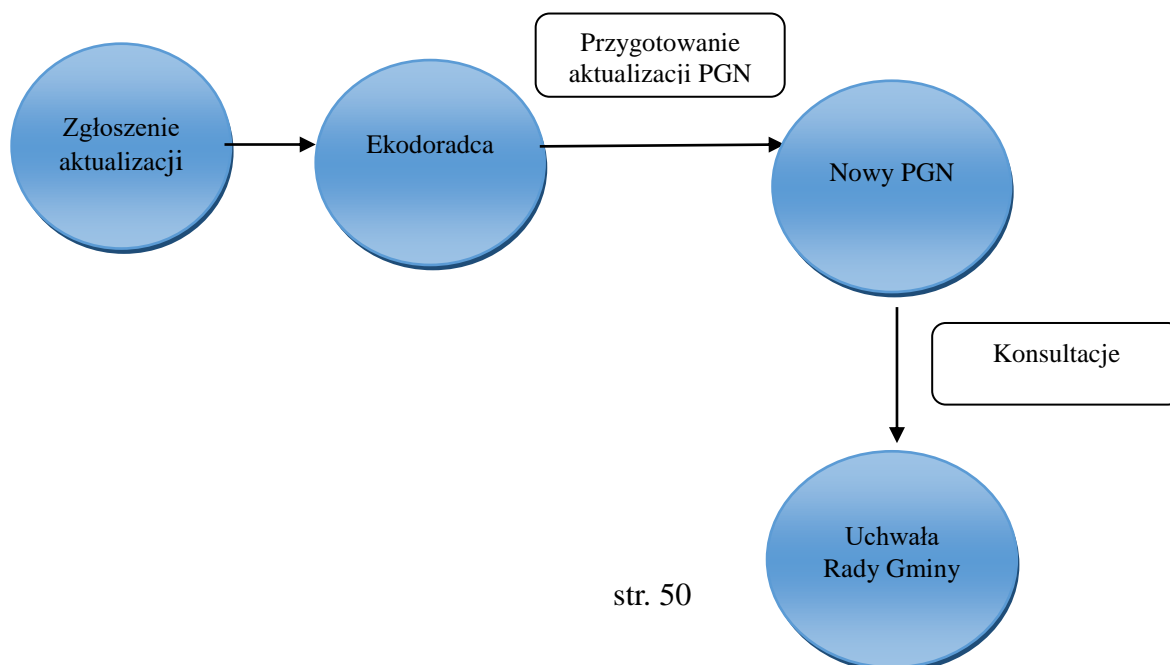 Przygotowanie
aktualizacji PGN
Zgłoszenie
aktualizacji
Ekodoradca
Nowy PGN
Konsultacje
Uchwała
Rady Gminy
str. 50